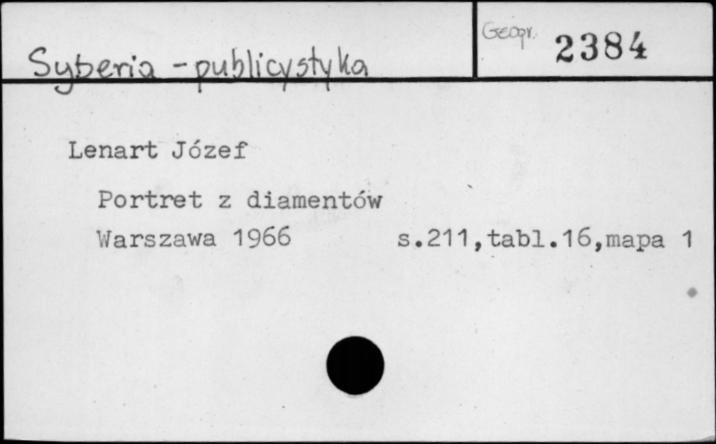 Syberia - publicystyka
Geogr. 2384
Lenart Józef
Portret z diamentów
Warszawa 1966 s.211,tabl.16,mapa 1